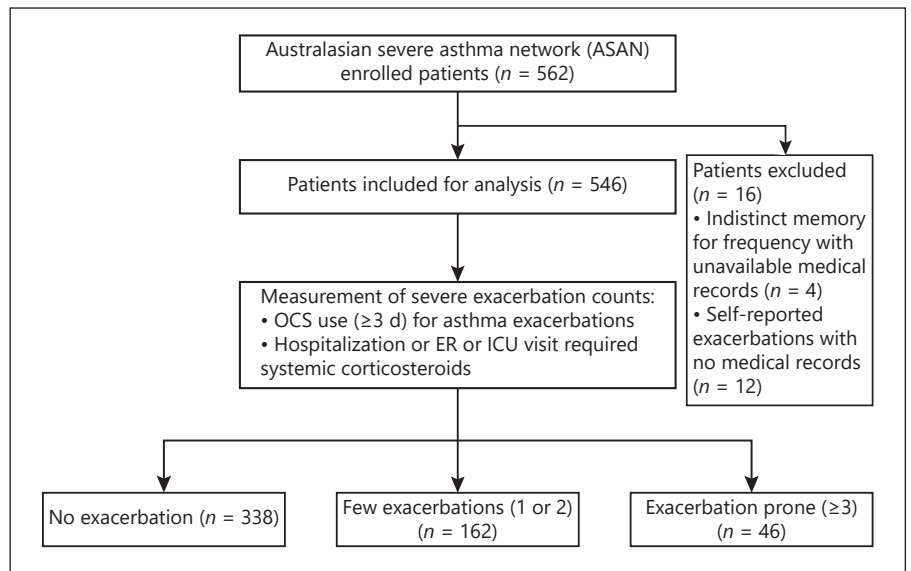 Australasian severe asthma network (ASAN)
enrolled patients (n = 562)
Patients included for analysis (n = 546)
Patients excluded
(n = 16)
• Indistinct memory
for frequency with
unavailable medical
records (n = 4)
• Self-reported
exacerbations with
no medical records
(n = 12)
Measurement of severe exacerbation counts:
• OCS use (≥3 d) for asthma exacerbations
• Hospitalization or ER or ICU visit required
systemic corticosteroids
No exacerbation (n = 338)
Few exacerbations (1 or 2)
n = 162)
Exacerbation prone (≥3)
(n = 46)